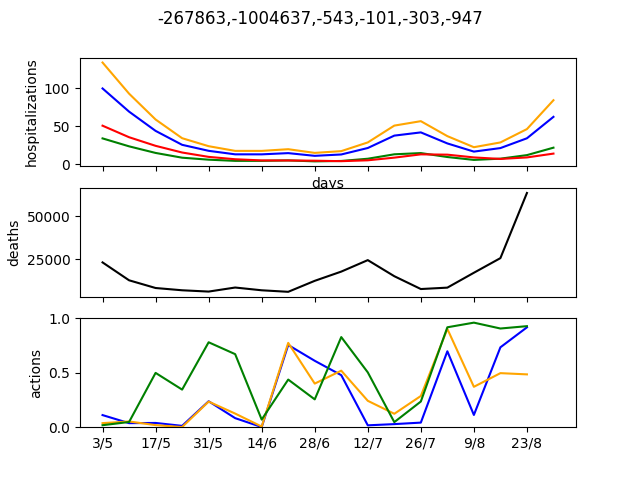 -267863,-1004637,-543,-101,-303,-947
hospitalizations
100
50
0
days
deaths
50000
25000
actions
1.0
0.5
0.0
3/5 17/5 31/5 14/6 28/6 12/7 26/7 9/8 23/8